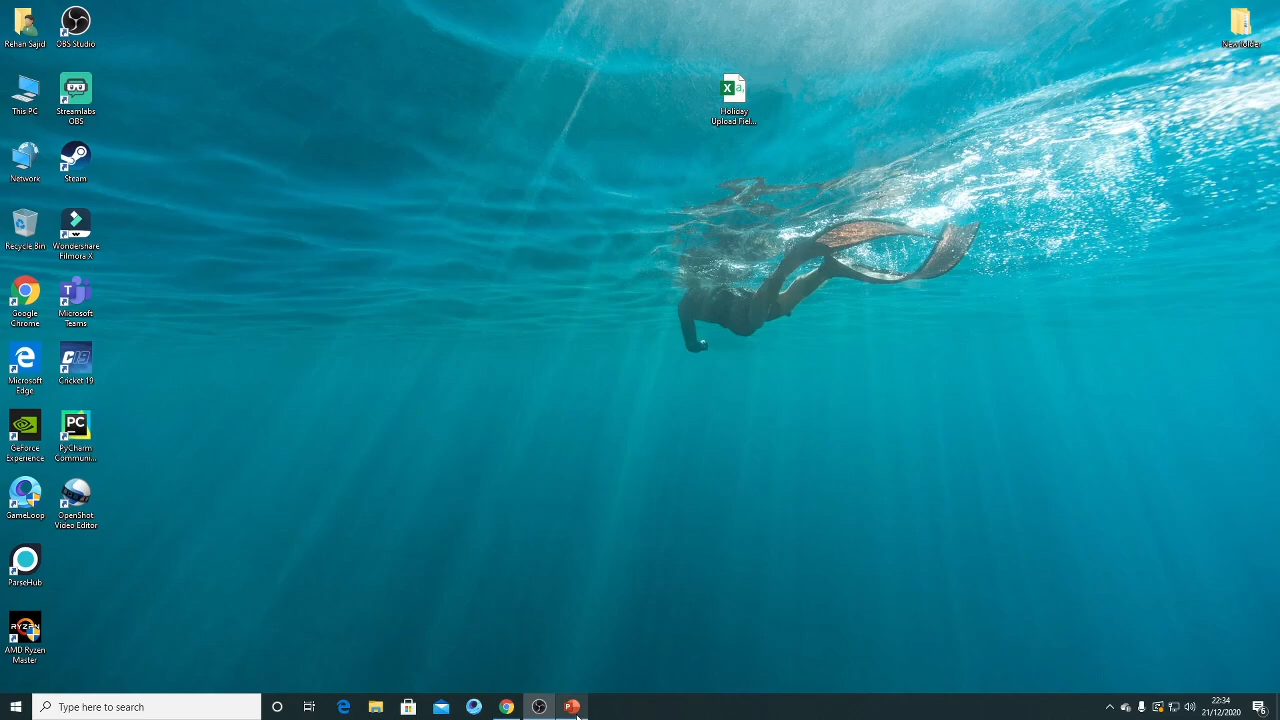 Rehan Sajid
OBS Studio
New folder
This PC
Streamlabs
OBS
Holiday
Upload Fiel...
Network
Steam
Recycle Bin
Wondershare
Filmora X
Google
Chrome
Microsoft
Teams
Microsoft
Edge
Cricket 19
GeForce
Experience
PyCharm
Communi...
GameLoop
OpenShot
Video Editor
ParseHub
RYZEN
AMD Ryzen
Master
Type here to search
22:34
21/12/2020